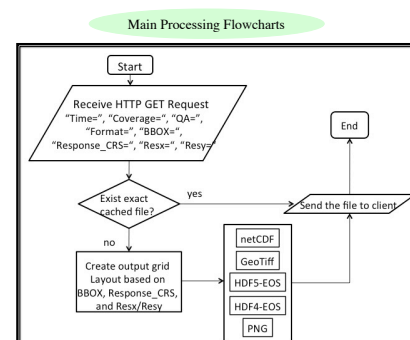 Main Processing Flowcharts
Start
Receive HTTP GET Request
“Time=“, “Coverage=“, “QA=”,
“Format=”, “BBOX=“,
“Response_CRS=“, “Resx=“, “Resy=“
End
Exist exact
cached file?
yes
Send the file to client
no
Create output grid
Layout based on
BBOX, Response_CRS,
and Resx/Resy
netCDF
GeoTiff
HDF5-EOS
HDF4-EOS
PNG